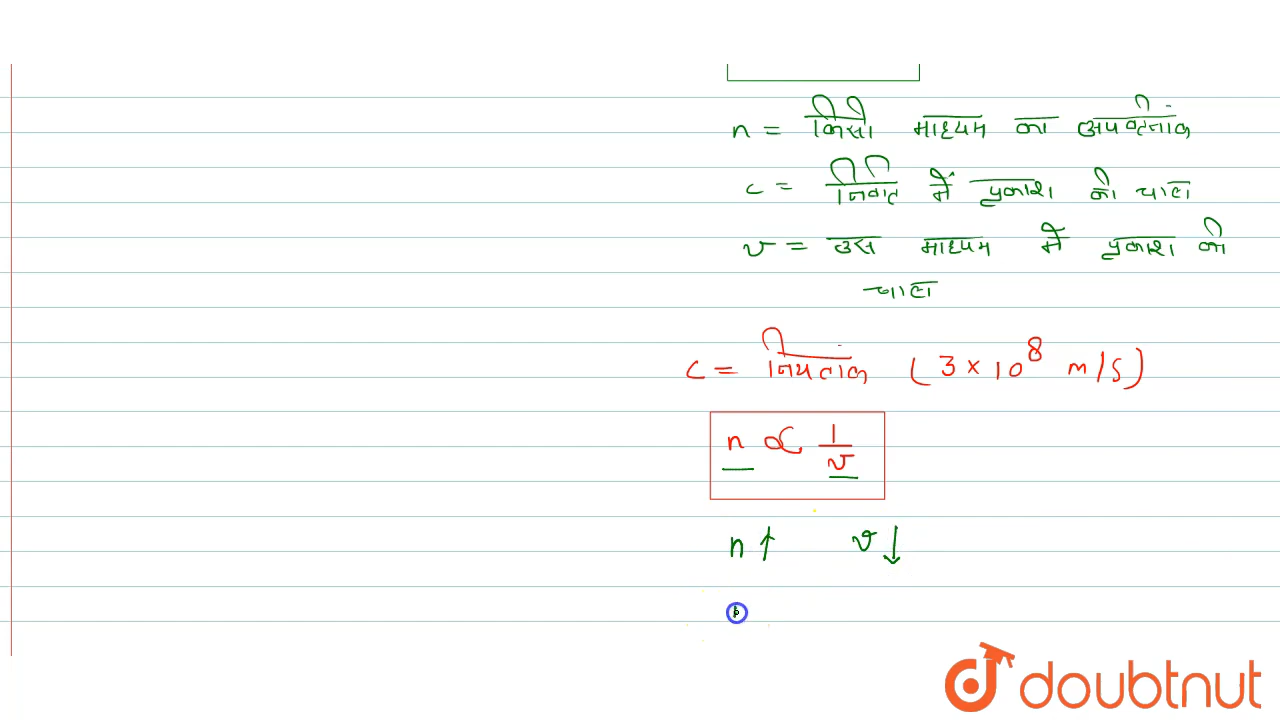 n = किसी माध्यम का अपवर्तनांक
c = निर्वात में प्रकाश की चाल
v = उस माध्यम में प्रकाश की
चाल
c = नियतांक (3 × 10⁸ m/s)
n ∝ 1/v
n ↑ v ↓
doubtnut